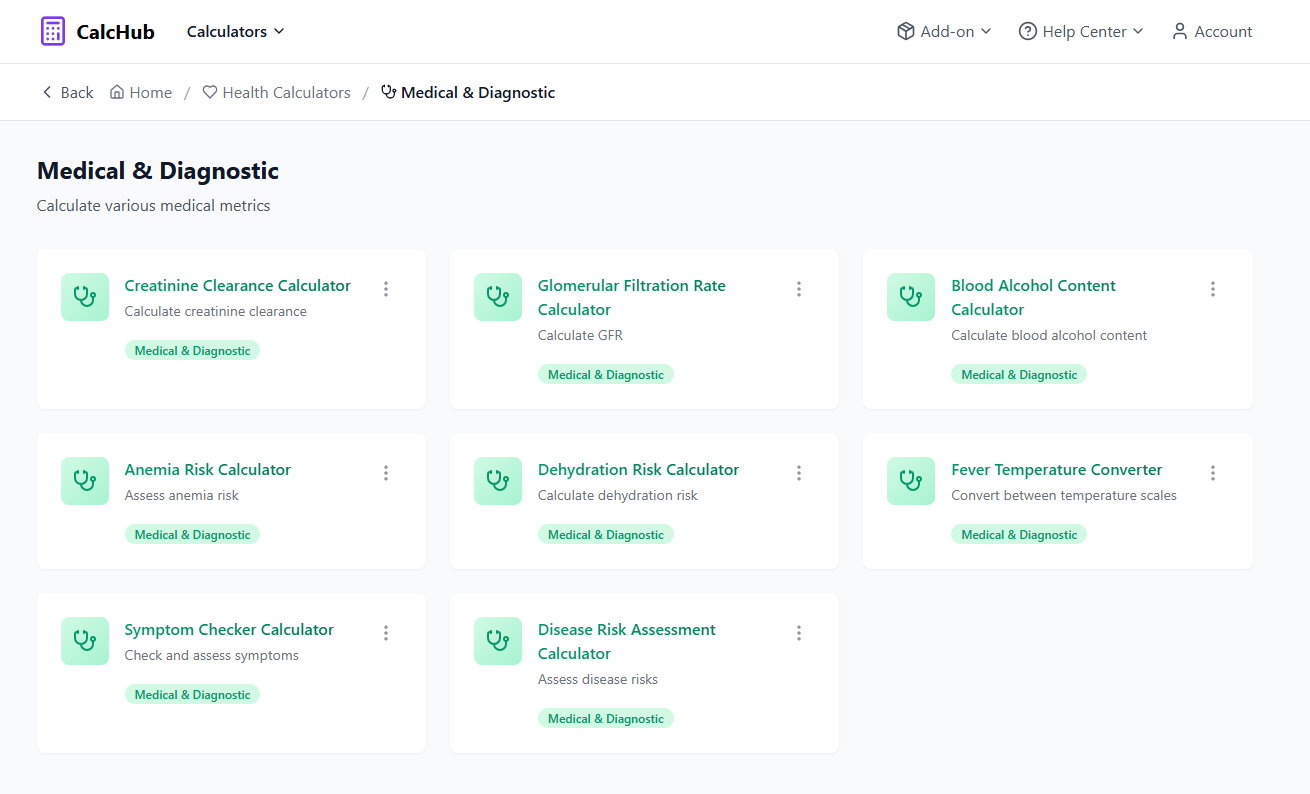 CalcHub Calculators Add-on Help Center Account
Back Home / Health Calculators / Medical & Diagnostic
Medical & Diagnostic
Calculate various medical metrics
Creatinine Clearance Calculator
Calculate creatinine clearance
Medical & Diagnostic
Glomerular Filtration Rate
Calculator
Calculate GFR
Medical & Diagnostic
Blood Alcohol Content
Calculator
Calculate blood alcohol content
Medical & Diagnostic
Anemia Risk Calculator
Assess anemia risk
Medical & Diagnostic
Dehydration Risk Calculator
Calculate dehydration risk
Medical & Diagnostic
Fever Temperature Converter
Convert between temperature scales
Medical & Diagnostic
Symptom Checker Calculator
Check and assess symptoms
Medical & Diagnostic
Disease Risk Assessment
Calculator
Assess disease risks
Medical & Diagnostic